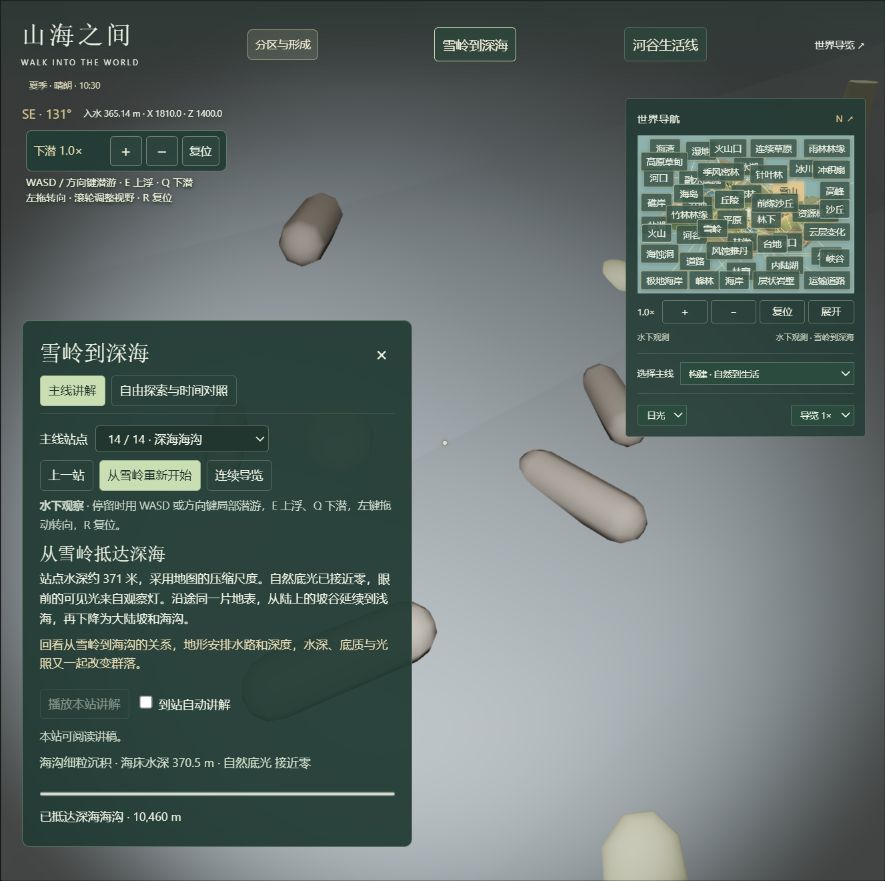 山海之间
WALK INTO THE WORLD
夏季 · 晴朗 · 10:30
分区与形成
雪岭到深海
河谷生活线
世界导览 ↗
SE · 131°
入水 365.14 m · X 1810.0 · Z 1400.0
下潜 1.0×
+
−
复位
WASD / 方向键潜游 · E 上浮 · Q 下潜
左拖转向 · 滚轮调整视野 · R 复位
世界导航
N ↗
海湾
湿地
火山口
连续草原
雨林林缘
高原草甸
季风密林
针叶林
冰川
冲积扇
河口
海岛
丘陵
前缘沙丘
高峰
礁岸
竹林林缘
平原
林下
沙丘
火山
雪岭
台地
云层变化
海蚀洞
道路
风蚀雅丹
内陆湖
峡谷
极地海岸
峰林
海岸
层状岩壁
运输道路
1.0×
+
−
复位
展开
水下观测
水下观测 · 雪岭到深海
选择主线
构建 · 自然到生活
日光
导览 1×
雪岭到深海
×
主线讲解
自由探索与时间对照
主线站点
14 / 14 · 深海海沟
上一站
从雪岭重新开始
连续导览
水下观察 · 停留时用 WASD 或方向键局部潜游，E 上浮、Q 下潜，左键拖
动转向，R 复位。
从雪岭抵达深海
站点水深约 371 米，采用地图的压缩尺度。自然底光已接近零，眼
前的可见光来自观察灯。沿途同一片地表，从陆上的坡谷延续到浅
海，再下降为大陆坡和海沟。
回看从雪岭到海沟的关系，地形安排水路和深度，水深、底质与光
照又一起改变群落。
播放本站讲解
到站自动讲解
本站可阅读讲稿。
海沟细粒沉积 · 海床水深 370.5 m · 自然底光 接近零
已抵达深海海沟 · 10,460 m